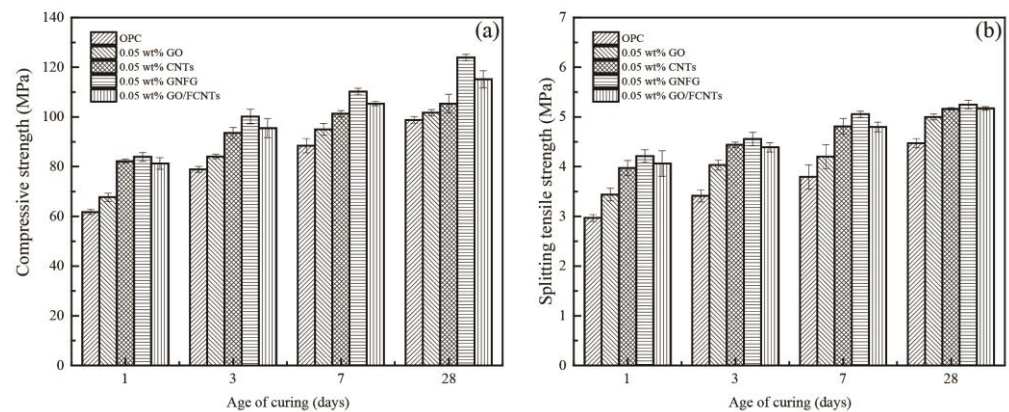 (a)
OPC
0.05 wt% GO
0.05 wt% CNTs
0.05 wt% GNFG
0.05 wt% GO/FCNTs
Compressive strength (MPa)
140
120
100
80
60
40
20
0
1 3 7 28
Age of curing (days)
(b)
OPC
0.05 wt% GO
0.05 wt% CNTs
0.05 wt% GNFG
0.05 wt% GO/FCNTs
Splitting tensile strength (MPa)
7
6
5
4
3
2
1
0
1 3 7 28
Age of curing (days)